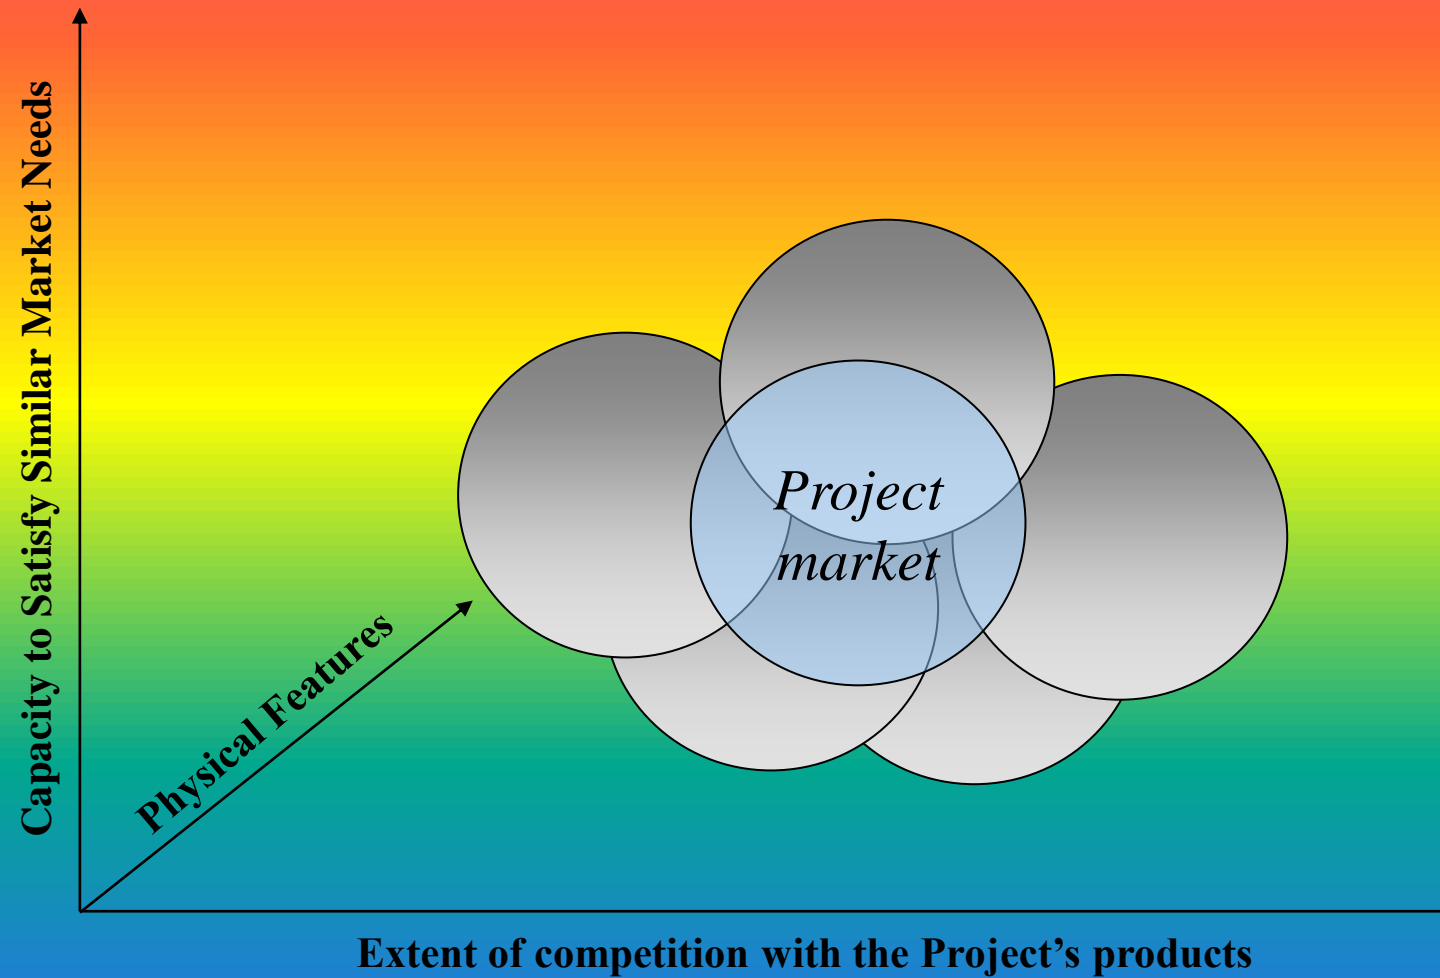 Capacity to Satisfy Similar Market Needs
Project
market
Physical Features
Extent of competition with the Project’s products